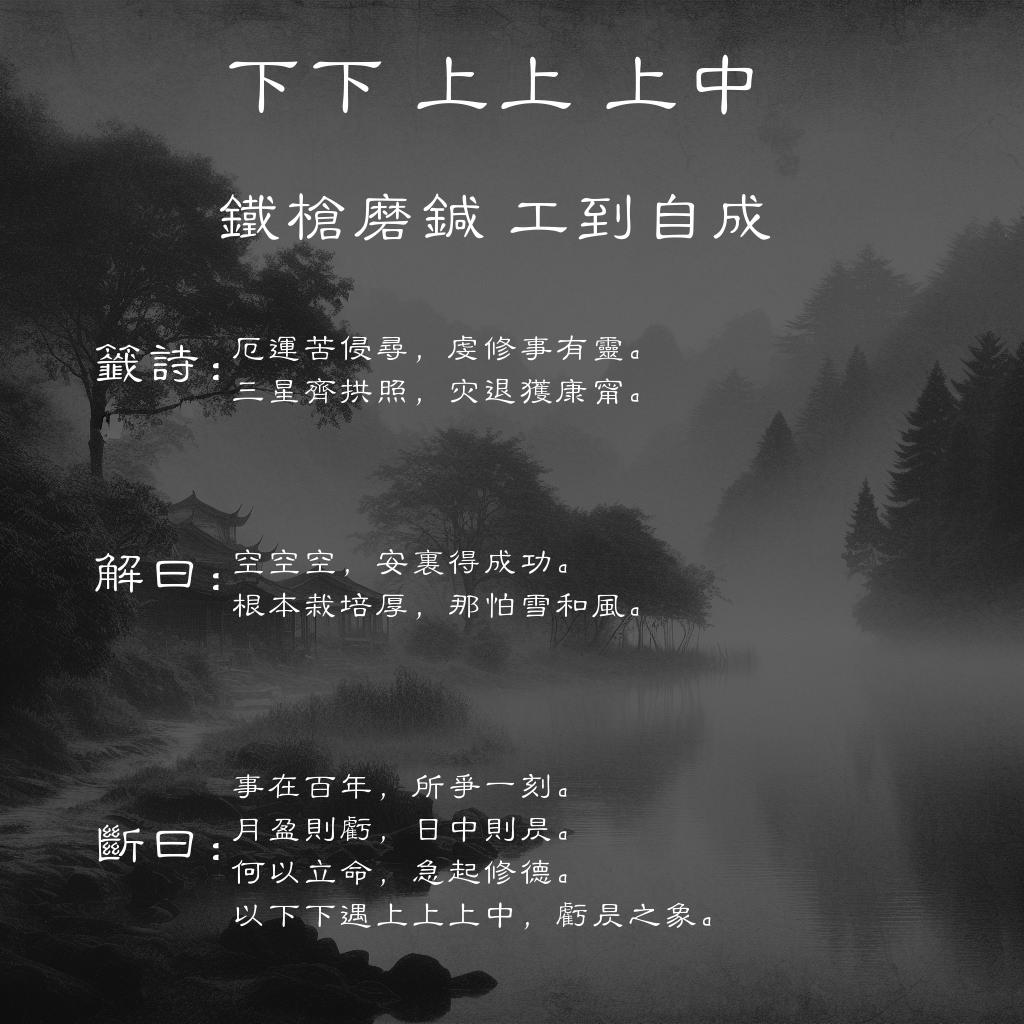 下下 上上 上中
鐵槍磨鍼 工到自成
籤詩:
厄運苦侵尋,虔修事有靈。
三星齊拱照,灾退獲康甯。
解曰:
空空空,安裏得成功。
根本栽培厚,那怕雪和風。
斷曰:
事在百年,所爭一刻。
月盈則虧,日中則昃。
何以立命,急起修德。
以下下遇上上上中,虧昃之象。